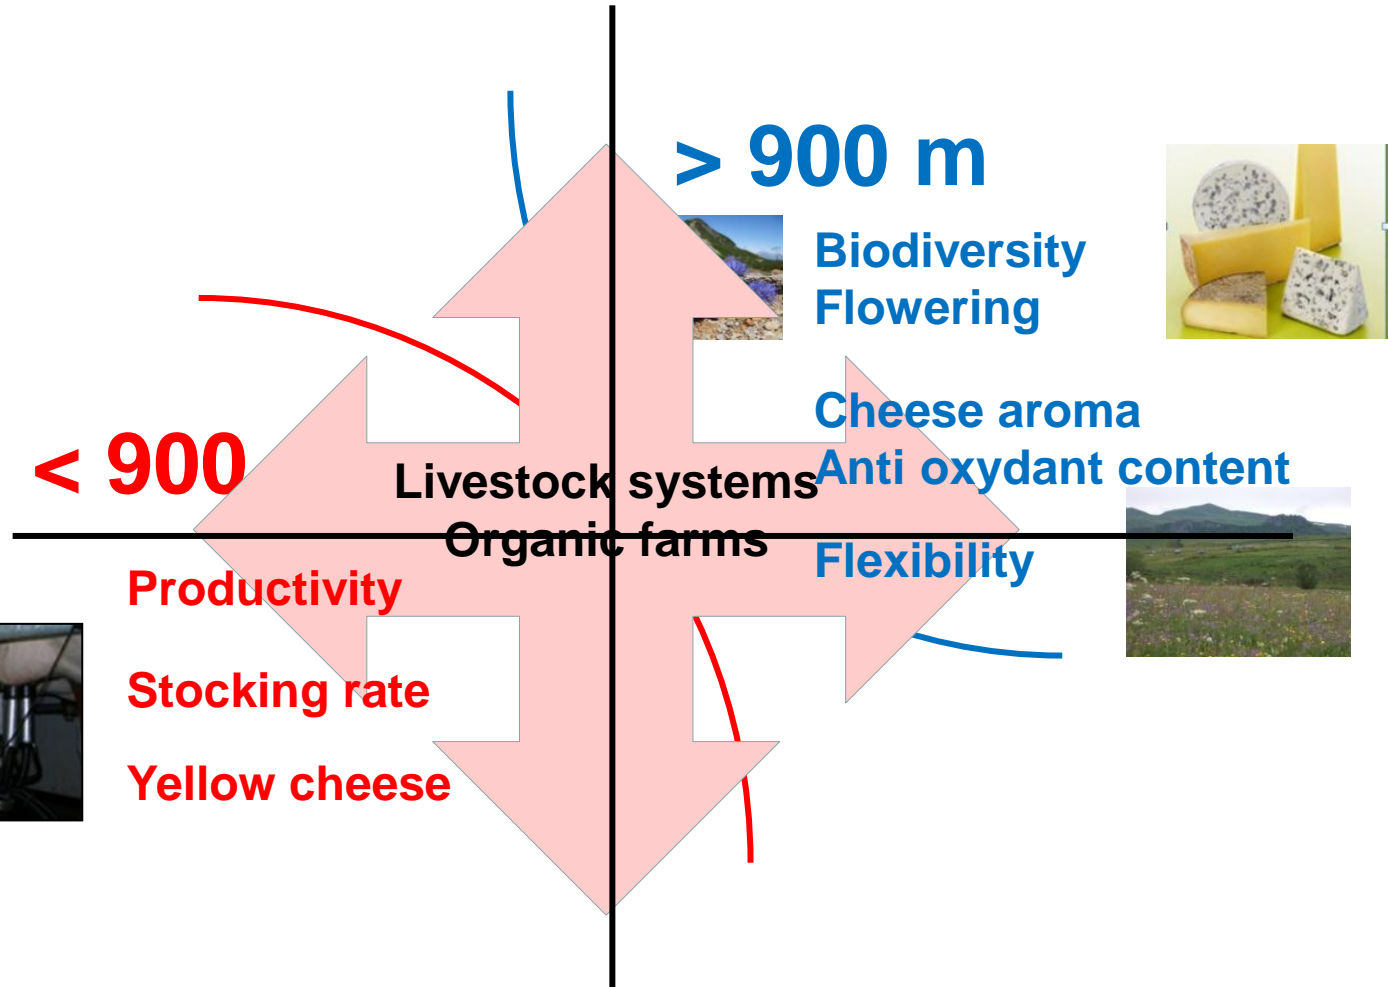 > 900 m
Biodiversity
Flowering
Cheese aroma
Anti oxydant content
Flexibility
Livestock systems
Organic farms
< 900
Productivity
Stocking rate
Yellow cheese